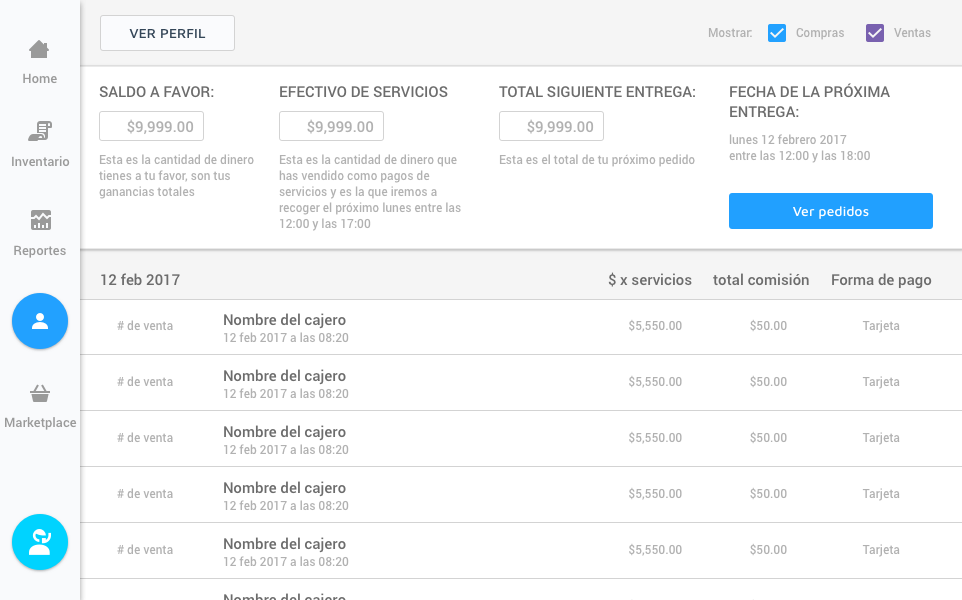 VER PERFIL
Mostrar:
Compras
Ventas
Home
Inventario
Reportes
Marketplace
SALDO A FAVOR:
$9,999.00
Esta es la cantidad de dinero
tienes a tu favor, son tus
ganancias totales
EFECTIVO DE SERVICIOS
$9,999.00
Esta es la cantidad de dinero que
has vendido como pagos de
servicios y es la que iremos a
recoger el próximo lunes entre las
12:00 y las 17:00
TOTAL SIGUIENTE ENTREGA:
$9,999.00
Esta es el total de tu próximo pedido
FECHA DE LA PRÓXIMA
ENTREGA:
lunes 12 febrero 2017
entre las 12:00 y las 18:00
Ver pedidos
12 feb 2017 $ x servicios total comisión Forma de pago
# de venta Nombre del cajero $5,550.00 $50.00 Tarjeta
12 feb 2017 a las 08:20
# de venta Nombre del cajero $5,550.00 $50.00 Tarjeta
12 feb 2017 a las 08:20
# de venta Nombre del cajero $5,550.00 $50.00 Tarjeta
12 feb 2017 a las 08:20
# de venta Nombre del cajero $5,550.00 $50.00 Tarjeta
12 feb 2017 a las 08:20
# de venta Nombre del cajero $5,550.00 $50.00 Tarjeta
12 feb 2017 a las 08:20
Nombre del cajero